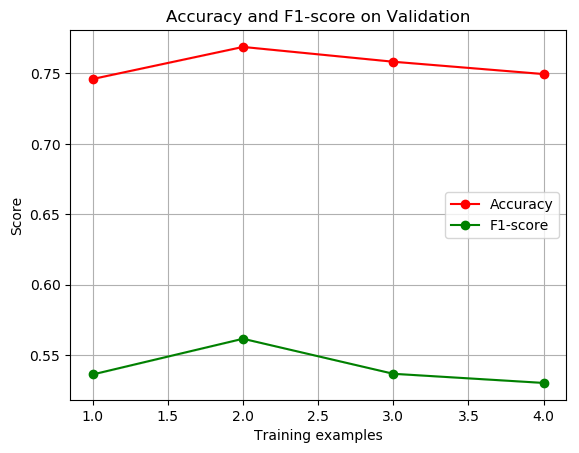 Accuracy and F1-score on Validation
Score
0.75
0.70
0.65
0.60
0.55
Accuracy
F1-score
1.0 1.5 2.0 2.5 3.0 3.5 4.0
Training examples